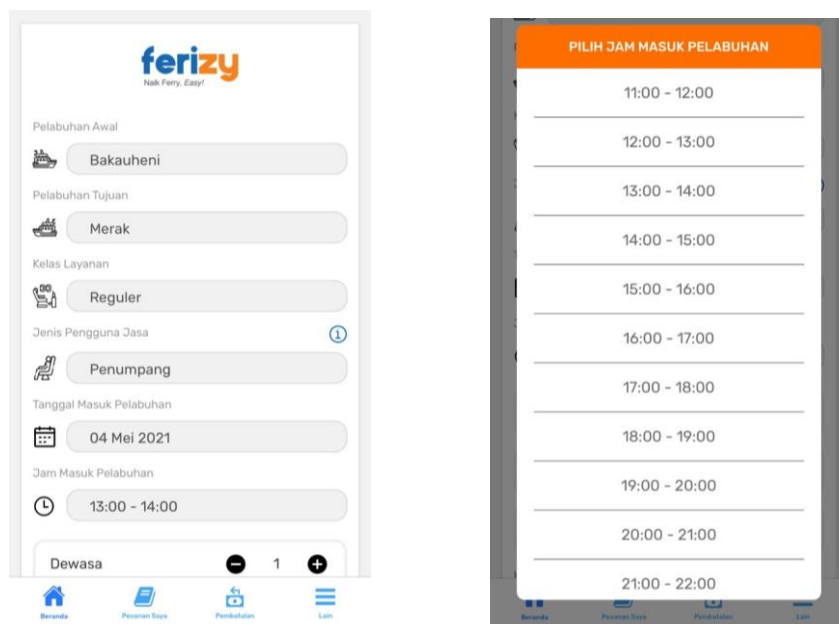 ferizy
Naik Ferry, Easy!
Pelabuhan Awal
Bakauheni
Pelabuhan Tujuan
Merak
Kelas Layanan
Reguler
Jenis Pengguna Jasa
Penumpang
Tanggal Masuk Pelabuhan
04 Mei 2021
Jam Masuk Pelabuhan
13:00 - 14:00
Dewasa 1
Beranda Pesanan Saya Pembatalan Lain
PILIH JAM MASUK PELABUHAN
11:00 - 12:00
12:00 - 13:00
13:00 - 14:00
14:00 - 15:00
15:00 - 16:00
16:00 - 17:00
17:00 - 18:00
18:00 - 19:00
19:00 - 20:00
20:00 - 21:00
21:00 - 22:00
Beranda Pesanan Saya Pembatalan Lain